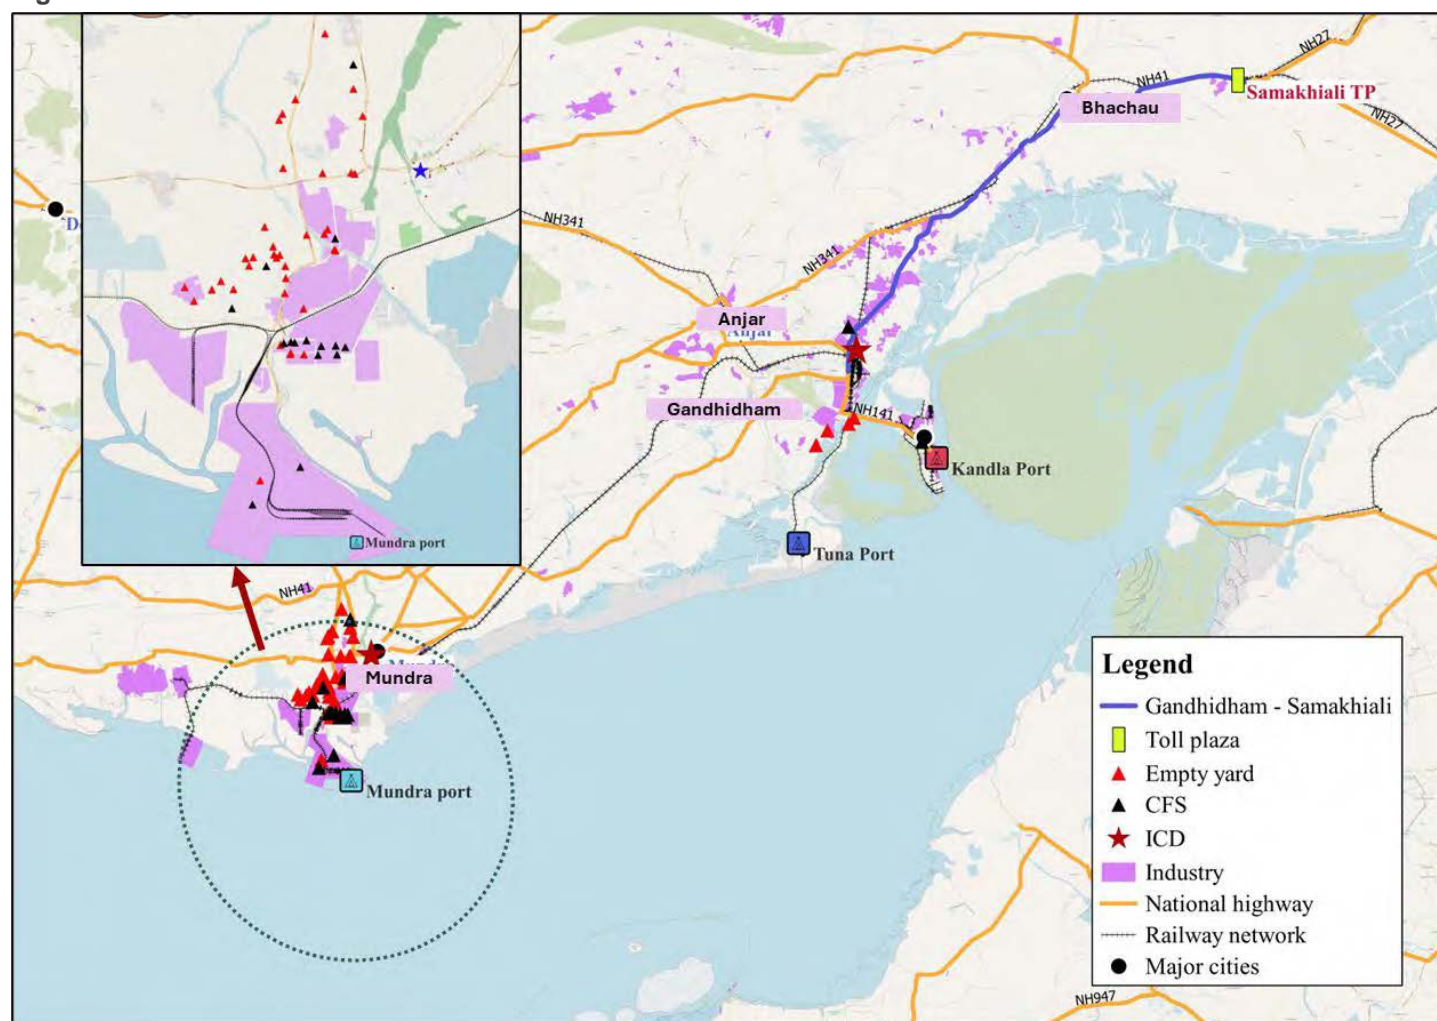 NH27
NH41
Samakhiali TP
Bhachau
NH27
NH341
NH341
Anjar
Anjar
Gandhidham
NH141
Kandla Port
Tuna Port
Mundra port
NH41
Mundra
Mundra port
Legend
Gandhidham - Samakhiali
Toll plaza
Empty yard
CFS
ICD
Industry
National highway
Railway network
Major cities
NH947